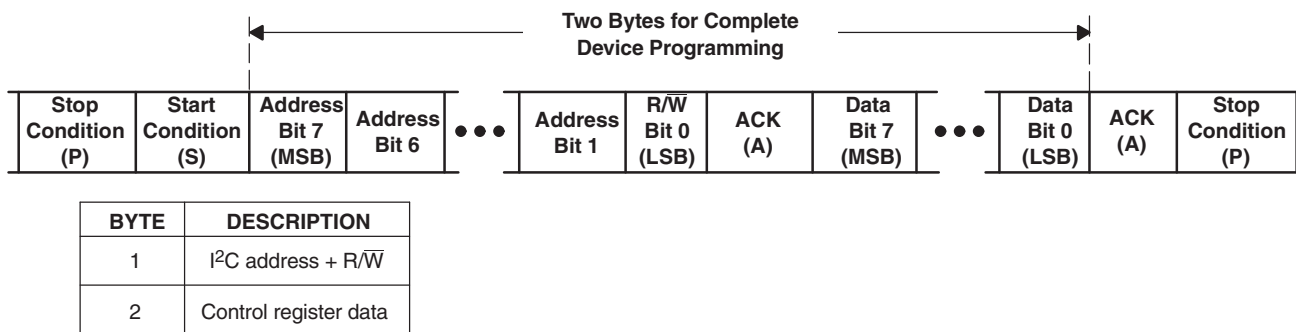 Two Bytes for Complete
Device Programming
Stop Condition (P)
Start Condition (S)
Address Bit 7 (MSB)
Address Bit 6
Address Bit 1
R/W̅ Bit 0 (LSB)
ACK (A)
Data Bit 7 (MSB)
Data Bit 0 (LSB)
ACK (A)
Stop Condition (P)
BYTE DESCRIPTION
1 I²C address + R/W̅
2 Control register data